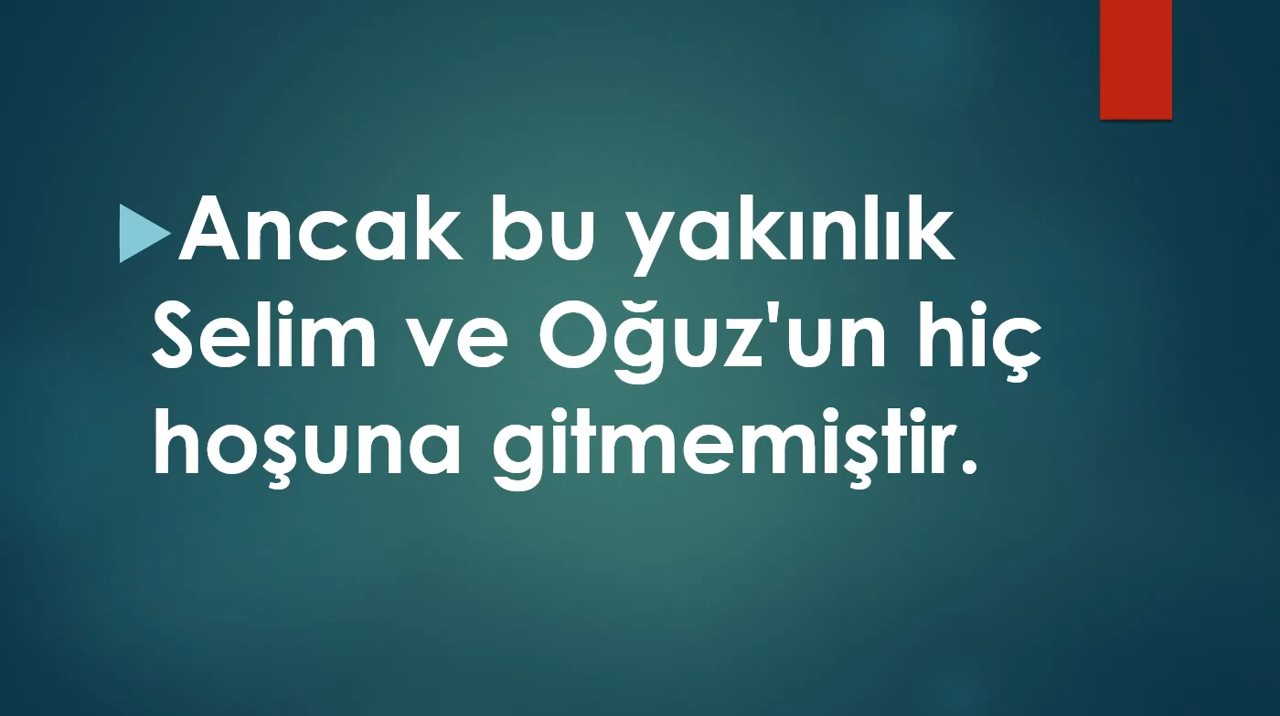 Ancak bu yakınlık
Selim ve Oğuz'un hiç
hoşuna gitmemiştir.